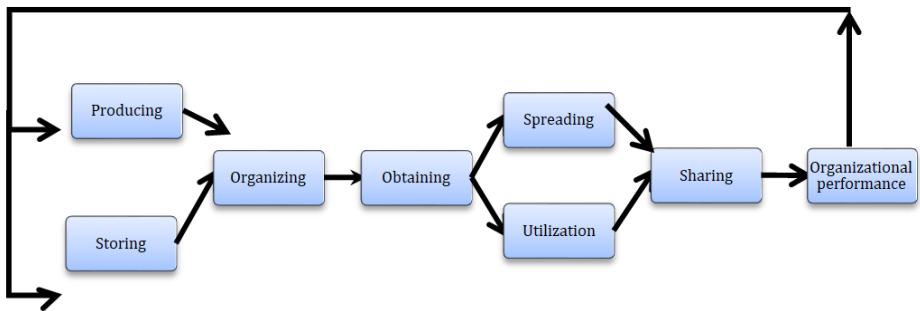 Producing
Storing
Organizing
Obtaining
Spreading
Utilization
Sharing
Organizational
performance